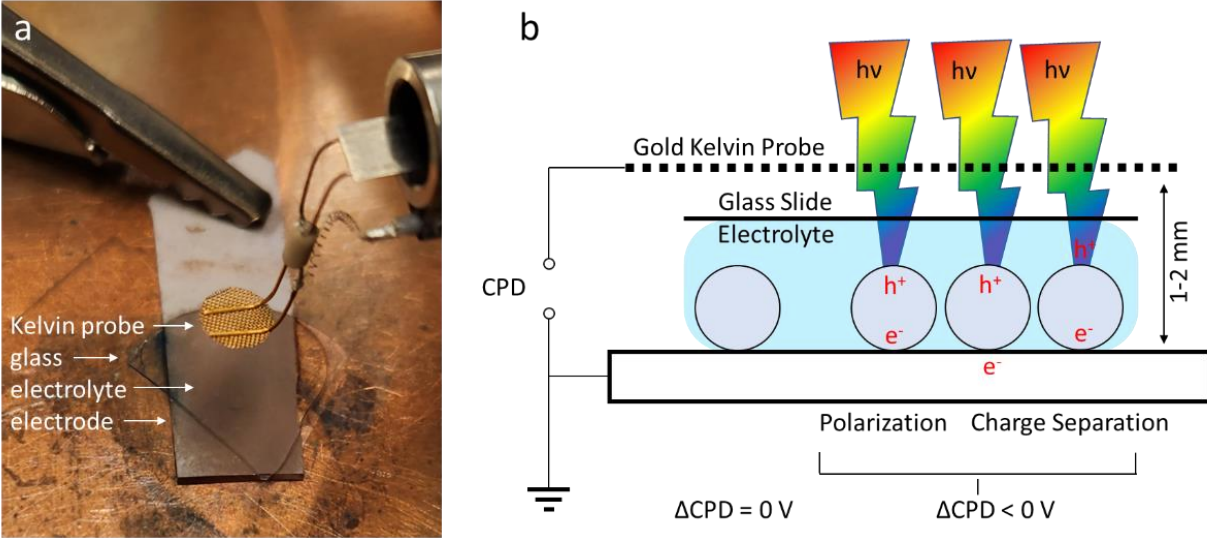 a
Kelvin probe
glass
electrolyte
electrode
b
hν hν hν
Gold Kelvin Probe
Glass Slide
Electrolyte
1-2 mm
CPD
h⁺ h⁺ h⁺
e⁻ e⁻ e⁻
Polarization Charge Separation
ΔCPD = 0 V ΔCPD < 0 V